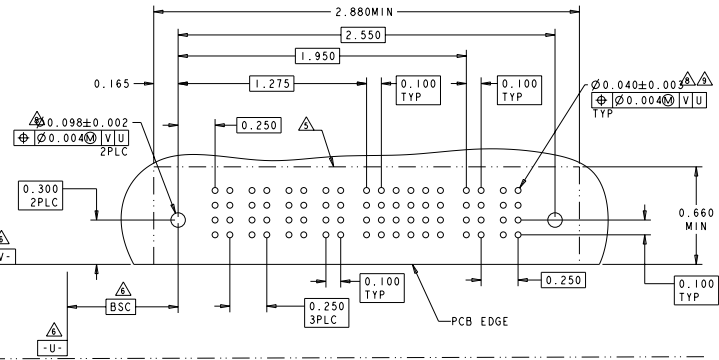 2.880MIN
2.550
1.950
0.165
1.275
0.100
TYP
0.100
TYP
Ø0.040±0.003
8
9
⌖ Ø0.004Ⓜ V U
TYP
Ø0.098±0.002
⌖ Ø0.004Ⓜ V U
2PLC
0.250
5
0.300
2PLC
0.660
MIN
6
V-
6
BSC
0.250
3PLC
0.100
TYP
0.250
0.100
TYP
PCB EDGE
6
-U-